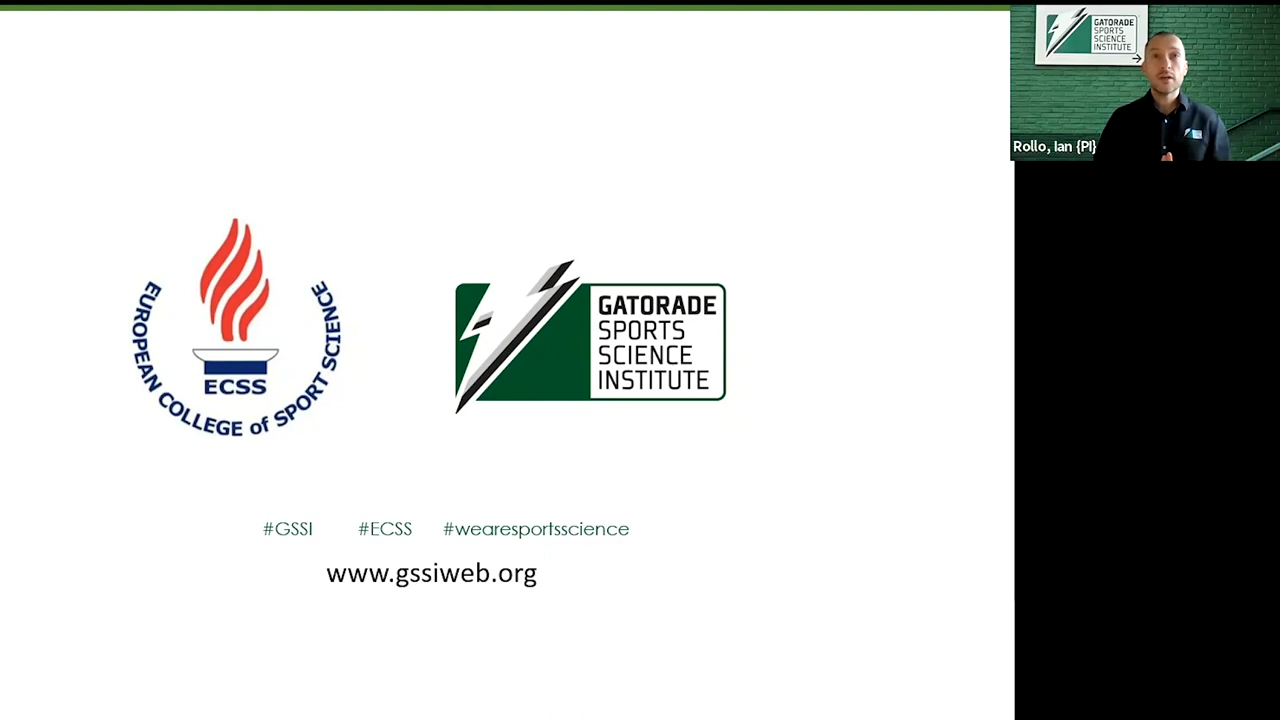 GATORADE
SPORTS
SCIENCE
INSTITUTE
Rollo, Ian {PI}
EUROPEAN COLLEGE of SPORT SCIENCE
ECSS
GATORADE
SPORTS
SCIENCE
INSTITUTE
#GSSI #ECSS #wearesportsscience
www.gssiweb.org